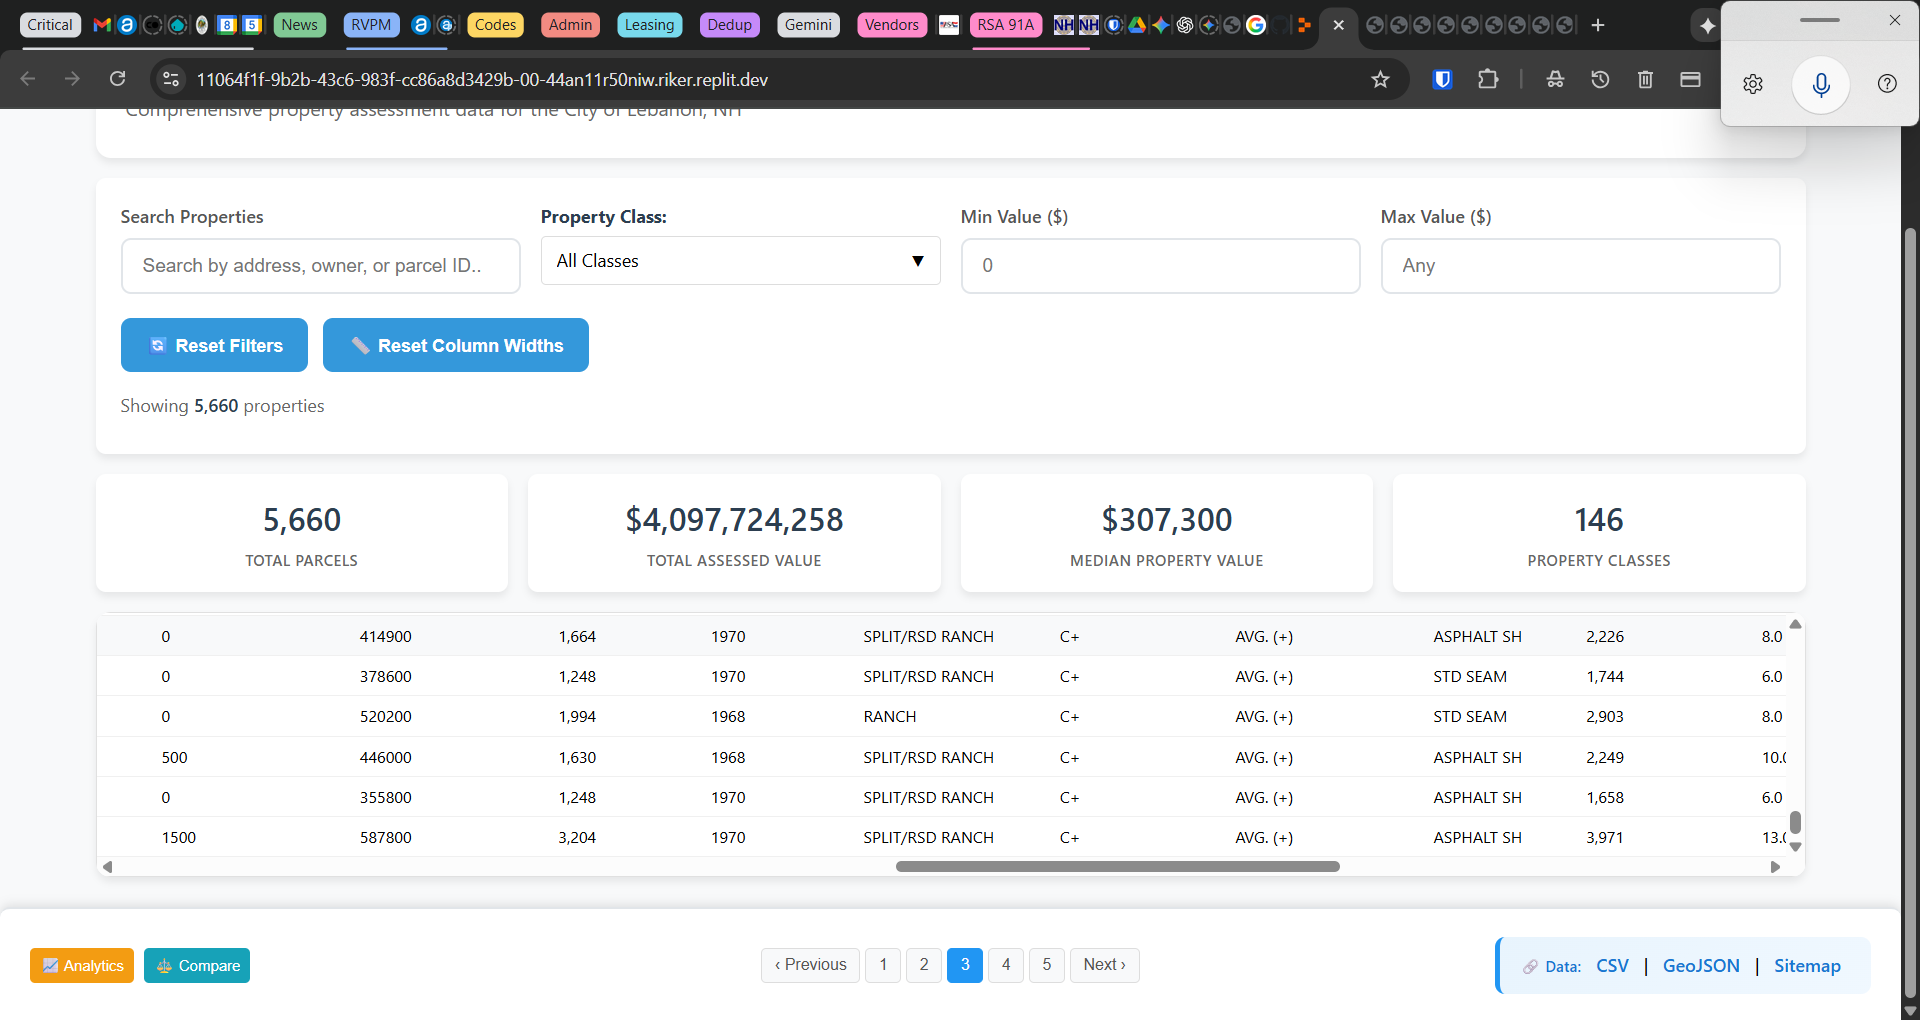 Critical News RVPM Codes Admin Leasing Dedup Gemini Vendors RSA 91A
11064f1f-9b2b-43c6-983f-cc86a8d3429b-00-44an11r50niw.riker.replit.dev
Comprehensive property assessment data for the City of Lebanon, NH
Search Properties Property Class: Min Value ($) Max Value ($)
Search by address, owner, or parcel ID.. All Classes 0 Any
Reset Filters Reset Column Widths
Showing 5,660 properties
5,660 $4,097,724,258 $307,300 146
TOTAL PARCELS TOTAL ASSESSED VALUE MEDIAN PROPERTY VALUE PROPERTY CLASSES
0 414900 1,664 1970 SPLIT/RSD RANCH C+ AVG. (+) ASPHALT SH 2,226 8.0
0 378600 1,248 1970 SPLIT/RSD RANCH C+ AVG. (+) STD SEAM 1,744 6.0
0 520200 1,994 1968 RANCH C+ AVG. (+) STD SEAM 2,903 8.0
500 446000 1,630 1968 SPLIT/RSD RANCH C+ AVG. (+) ASPHALT SH 2,249 10.0
0 355800 1,248 1970 SPLIT/RSD RANCH C+ AVG. (+) ASPHALT SH 1,658 6.0
1500 587800 3,204 1970 SPLIT/RSD RANCH C+ AVG. (+) ASPHALT SH 3,971 13.0
Analytics Compare ‹ Previous 1 2 3 4 5 Next › Data: CSV | GeoJSON | Sitemap